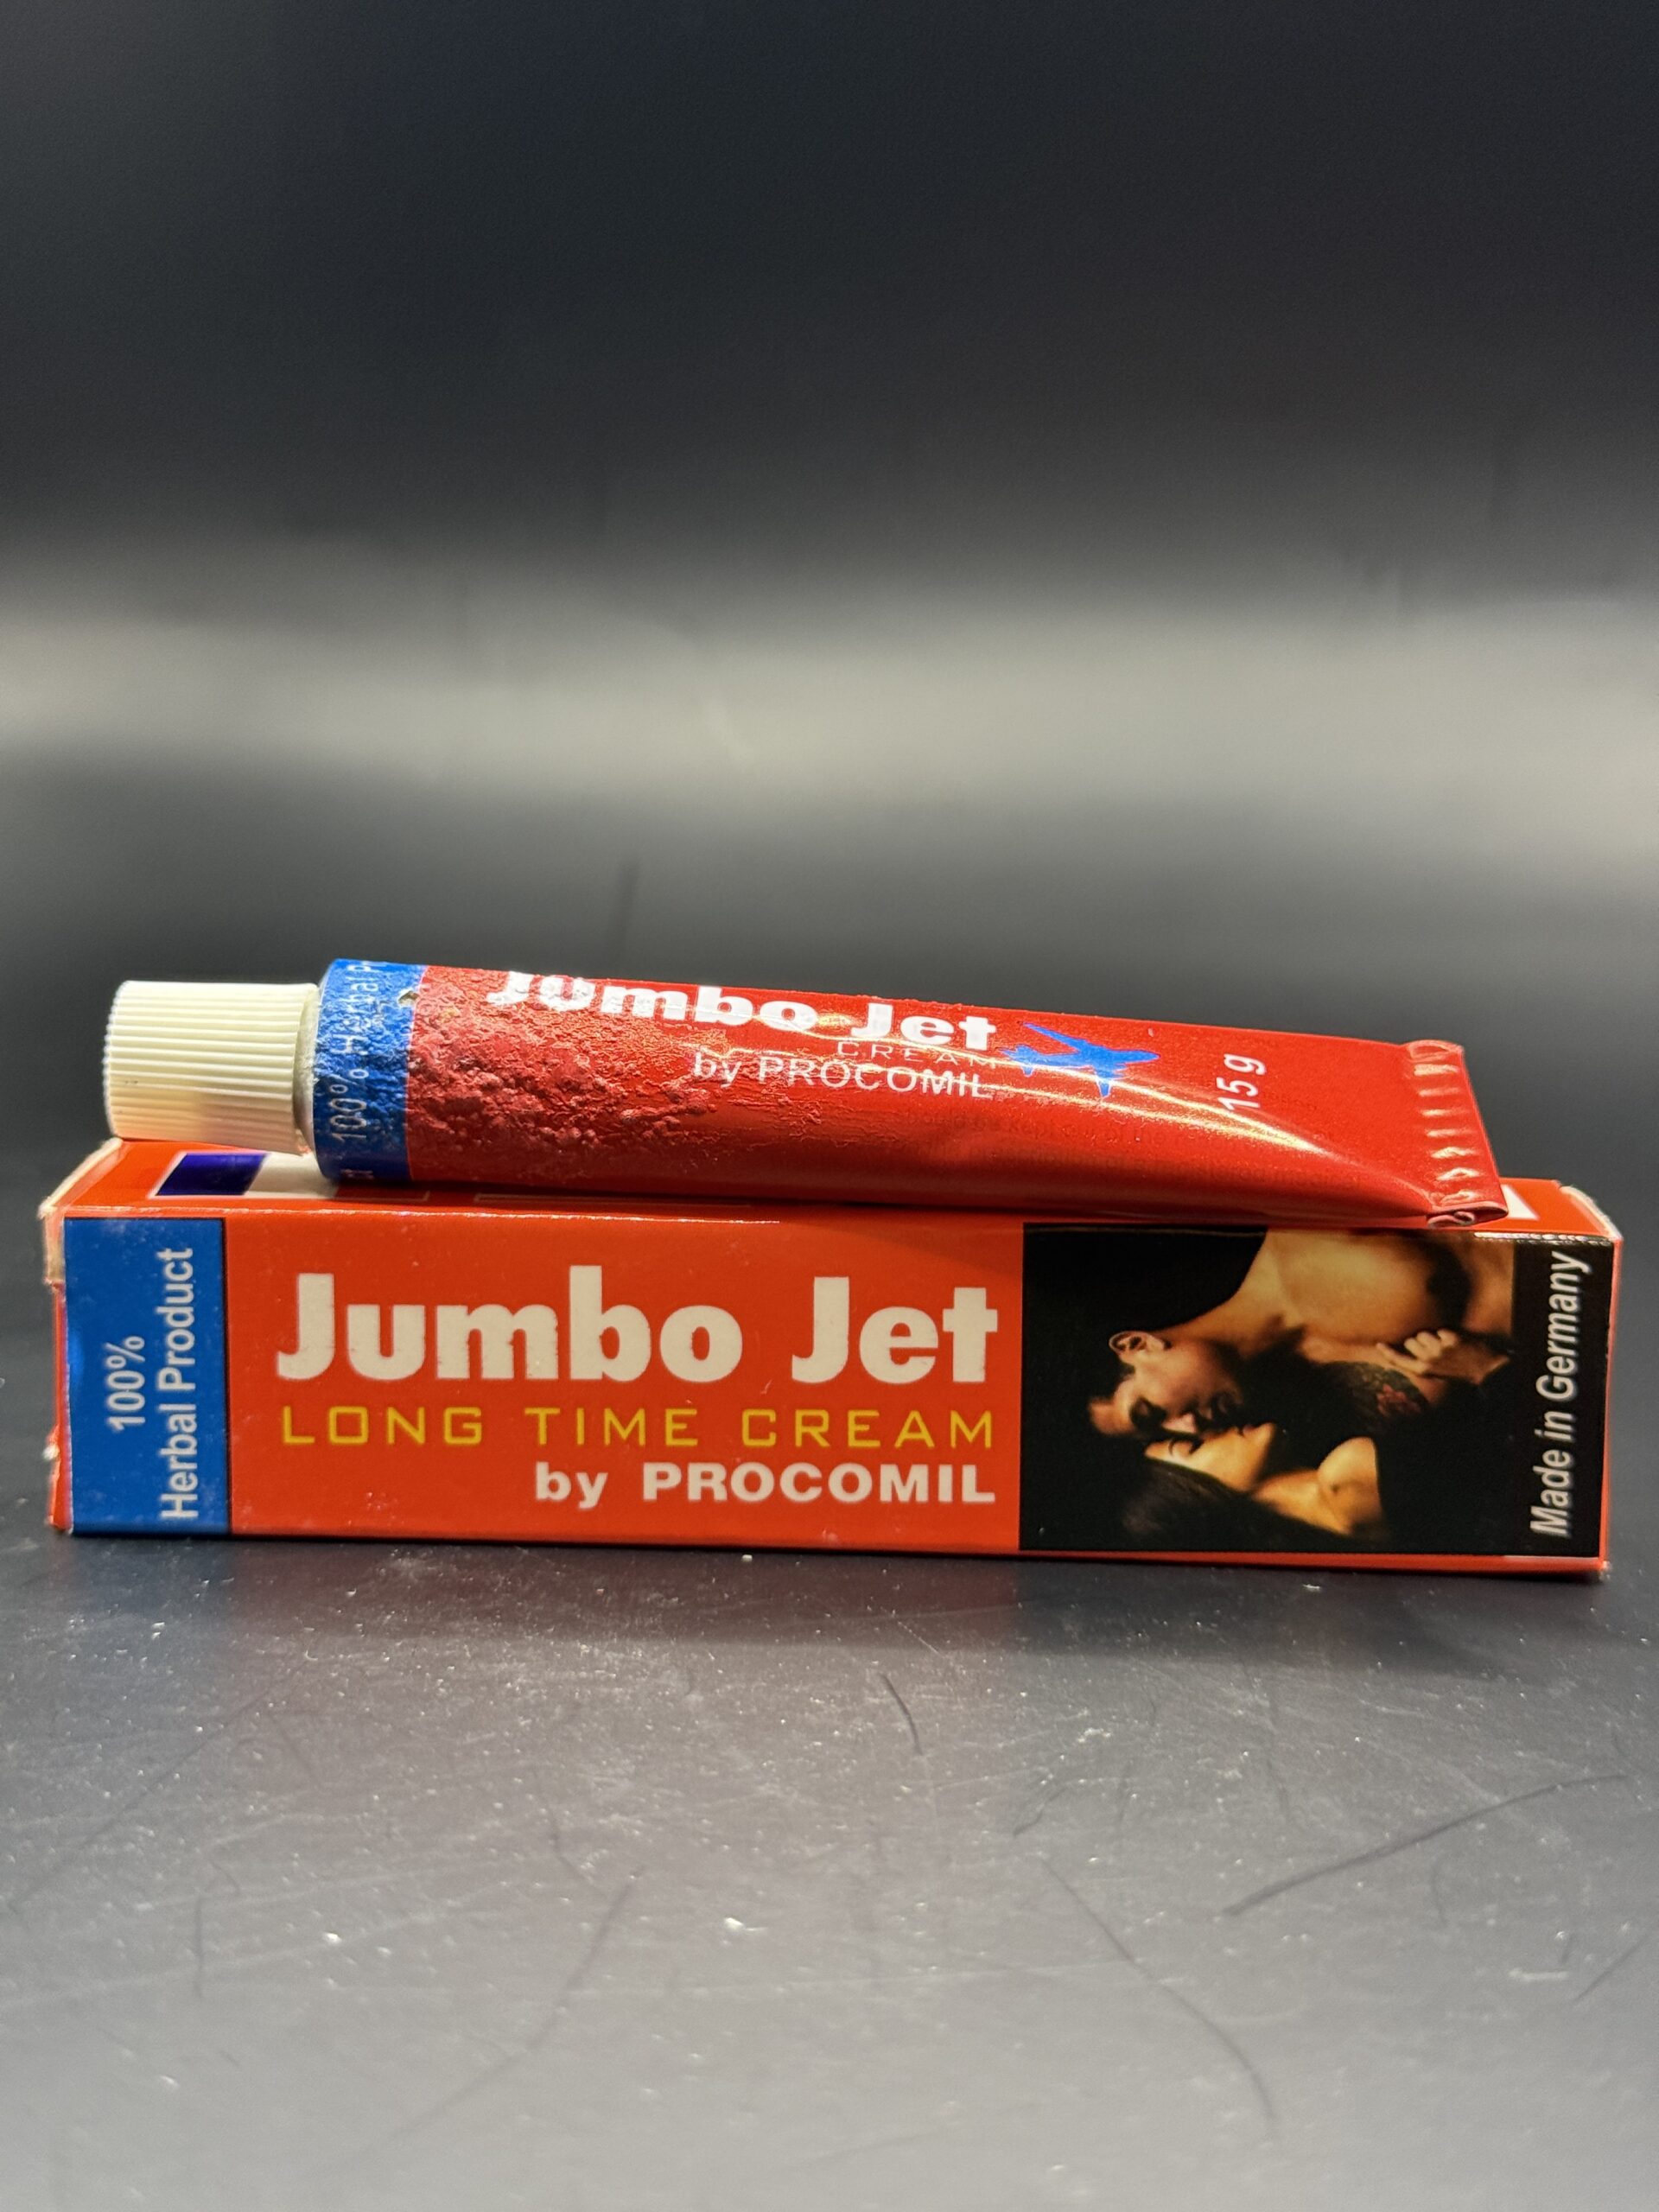 100% Herbal Pr
Jumbo Jet
CREAM
by PROCOMIL
15 g
100%
Herbal Product
Jumbo Jet
LONG TIME CREAM
by PROCOMIL
Made in Germany